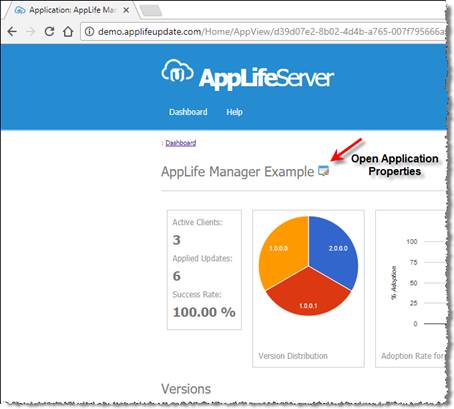 Application: AppLife Man
demo.applifeupdate.com/Home/AppView/d39d07e2-8b02-4d4b-a765-007f795666a
AppLifeServer
Dashboard Help
: Dashboard
AppLife Manager Example
Open Application
Properties
Active Clients:
3
Applied Updates:
6
Success Rate:
100.00 %
1.0.0.0
2.0.0.0
1.0.0.1
Version Distribution
100
75
50
25
0
% Adoption
Adoption Rate for
Versions